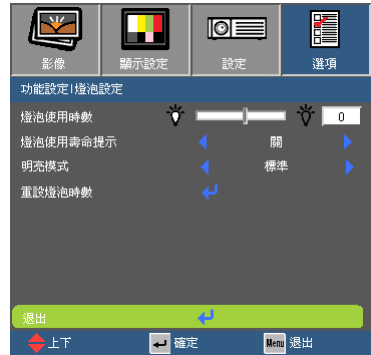 影像 顯示設定 設定 選項
功能設定|燈泡設定
燈泡使用時數 0
燈泡使用壽命提示 關
明亮模式 標準
重設燈泡時數
退出
上下 確定 Menu 退出